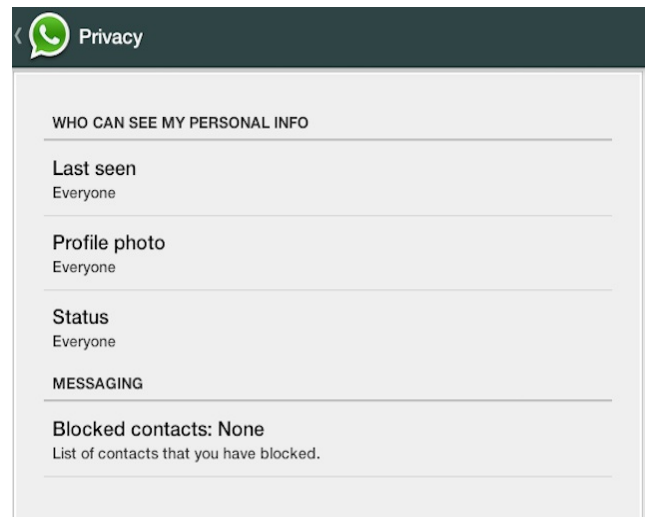 Privacy
WHO CAN SEE MY PERSONAL INFO
Last seen
Everyone
Profile photo
Everyone
Status
Everyone
MESSAGING
Blocked contacts: None
List of contacts that you have blocked.